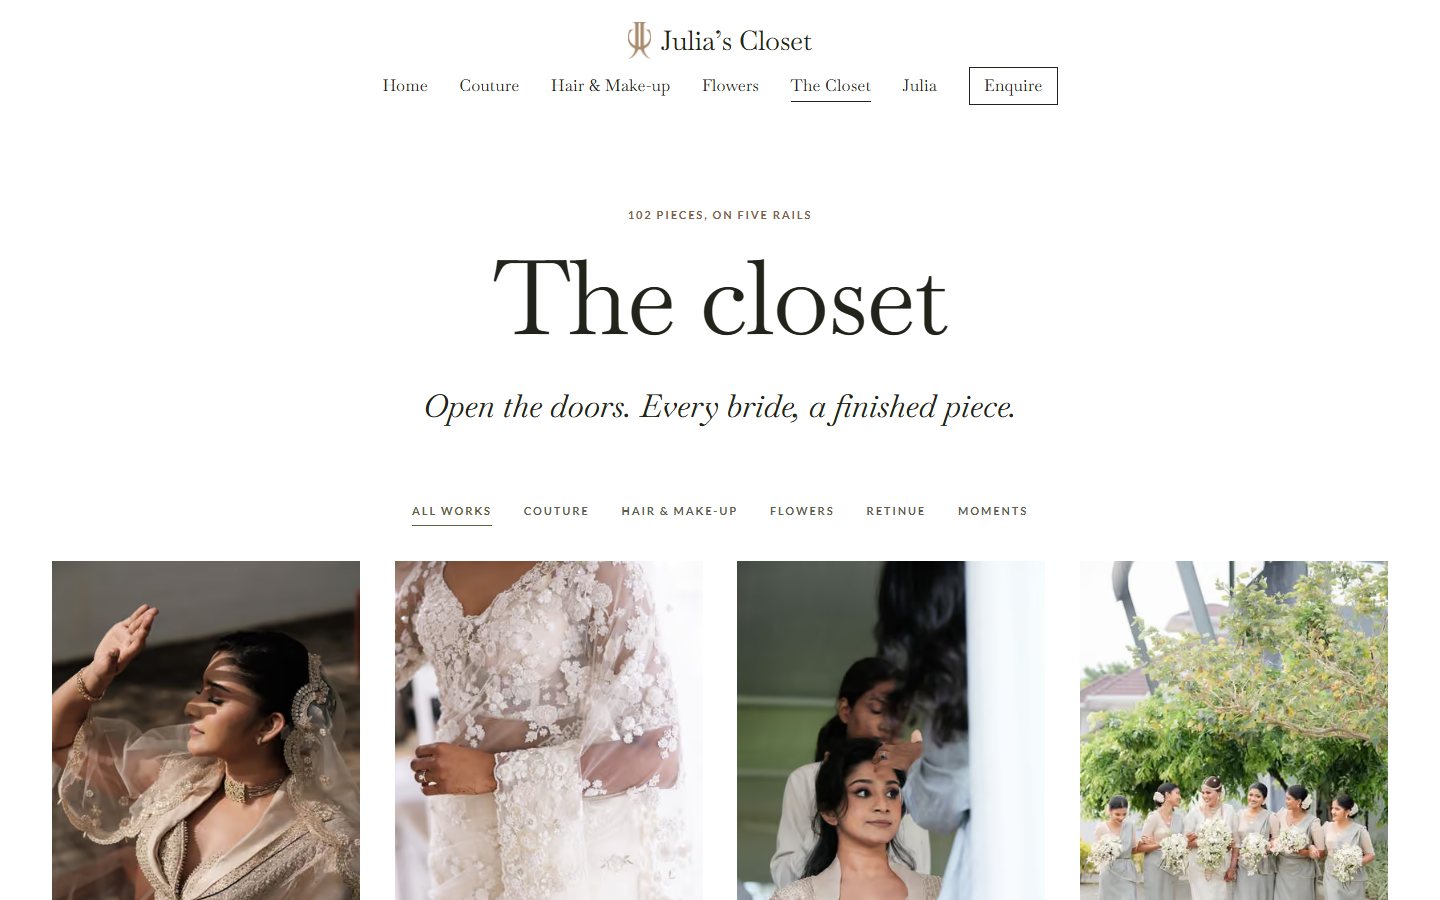 Julia’s Closet
Home Couture Hair & Make-up Flowers The Closet Julia Enquire
102 PIECES, ON FIVE RAILS
The closet
Open the doors. Every bride, a finished piece.
ALL WORKS COUTURE HAIR & MAKE-UP FLOWERS RETINUE MOMENTS